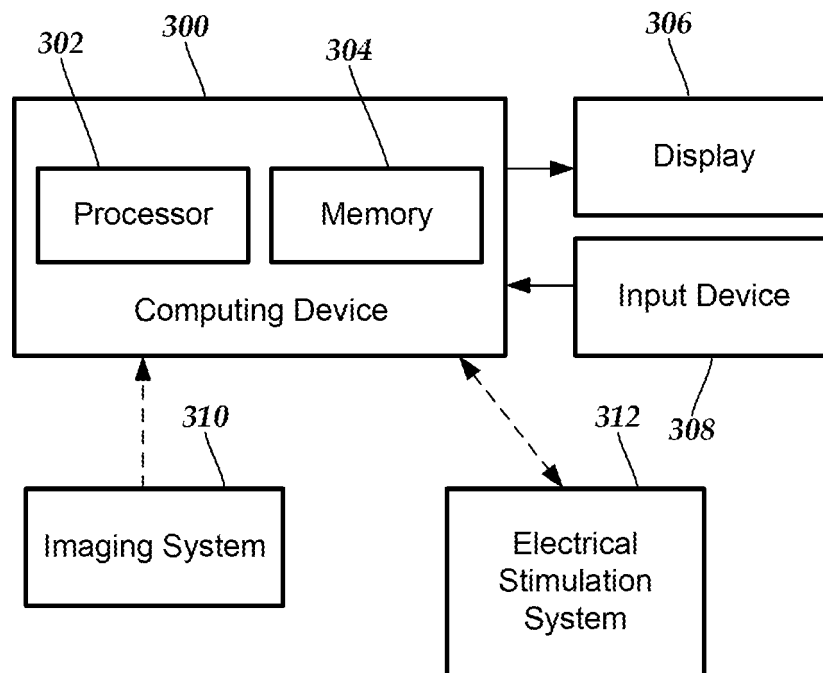 300
302
304
306
Processor
Memory
Computing Device
Display
Input Device
308
310
312
Imaging System
Electrical
Stimulation
System